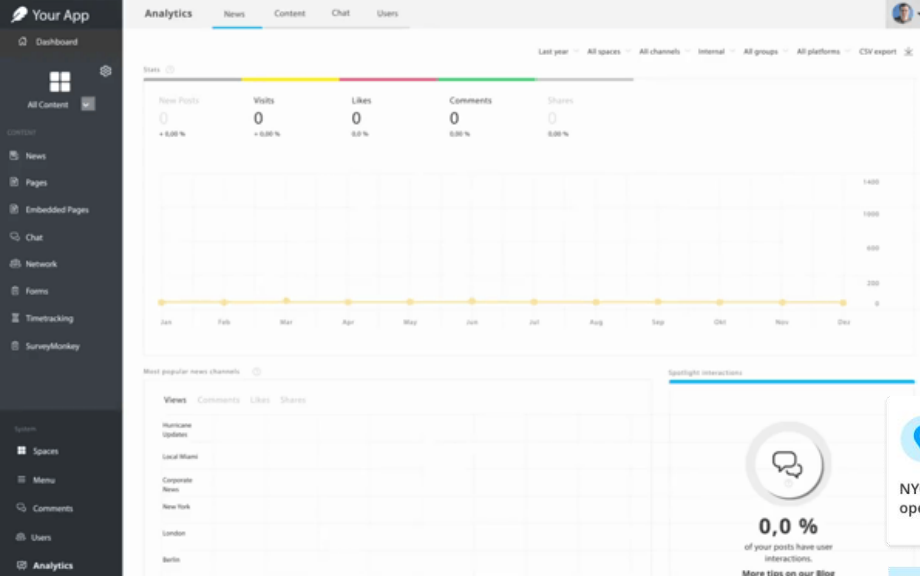 Your App
Analytics
News
Content
Chat
Users
Dashboard
Last year
All spaces
All channels
Internal
All groups
All platforms
CSV export
Stats
All Content
New Posts
Visits
Likes
Comments
Shares
0
0
0
0
0
+ 0,00 %
+ 0,00 %
0,0 %
0,00 %
0,00 %
CONTENT
News
Pages
Embedded Pages
Chat
Network
Forms
Timetracking
SurveyMonkey
1400
1000
600
200
0
Jan
Feb
Mar
Apr
May
Jun
Jul
Aug
Sep
Okt
Nov
Dez
Most popular news channels
Spotlight interactions
Views
Comments
Likes
Shares
Hurricane
Updates
Local Miami
Corporate
News
New York
London
Berlin
System
Spaces
Menu
Comments
Users
Analytics
0,0 %
of your posts have user
interactions.
More tips on our Blog
NY
ope